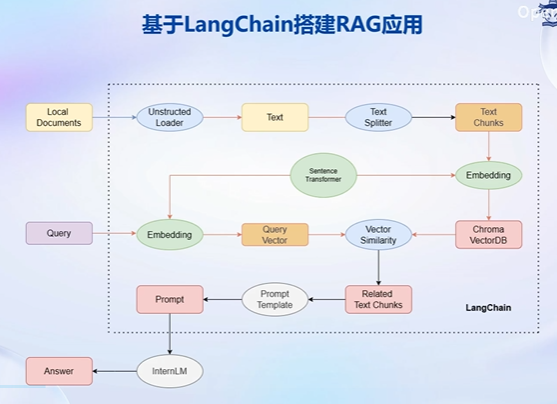 基于LangChain搭建RAG应用
Local
Documents
Unstructed
Loader
Text
Text
Splitter
Text
Chunks
Sentence
Transformer
Embedding
Query
Embedding
Query
Vector
Vector
Similarity
Chroma
VectorDB
Prompt
Prompt
Template
Related
Text Chunks
LangChain
Answer
InternLM